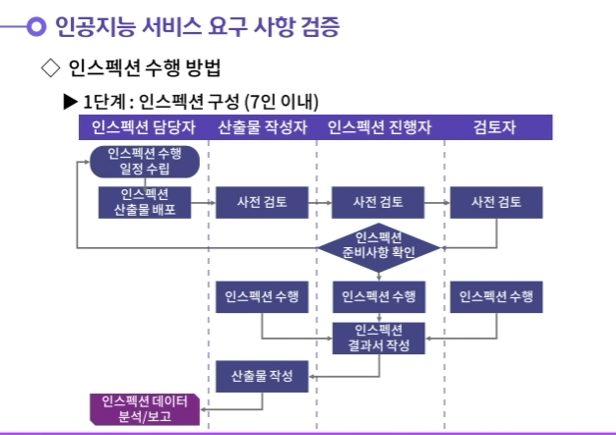 인공지능 서비스 요구 사항 검증
◇ 인스펙션 수행 방법
▶ 1단계 : 인스펙션 구성 (7인 이내)
인스펙션 담당자 산출물 작성자 인스펙션 진행자 검토자
인스펙션 수행
일정 수립
인스펙션
산출물 배포
사전 검토
사전 검토
사전 검토
인스펙션
준비사항 확인
인스펙션 수행
인스펙션 수행
인스펙션 수행
인스펙션
결과서 작성
산출물 작성
인스펙션 데이터
분석/보고